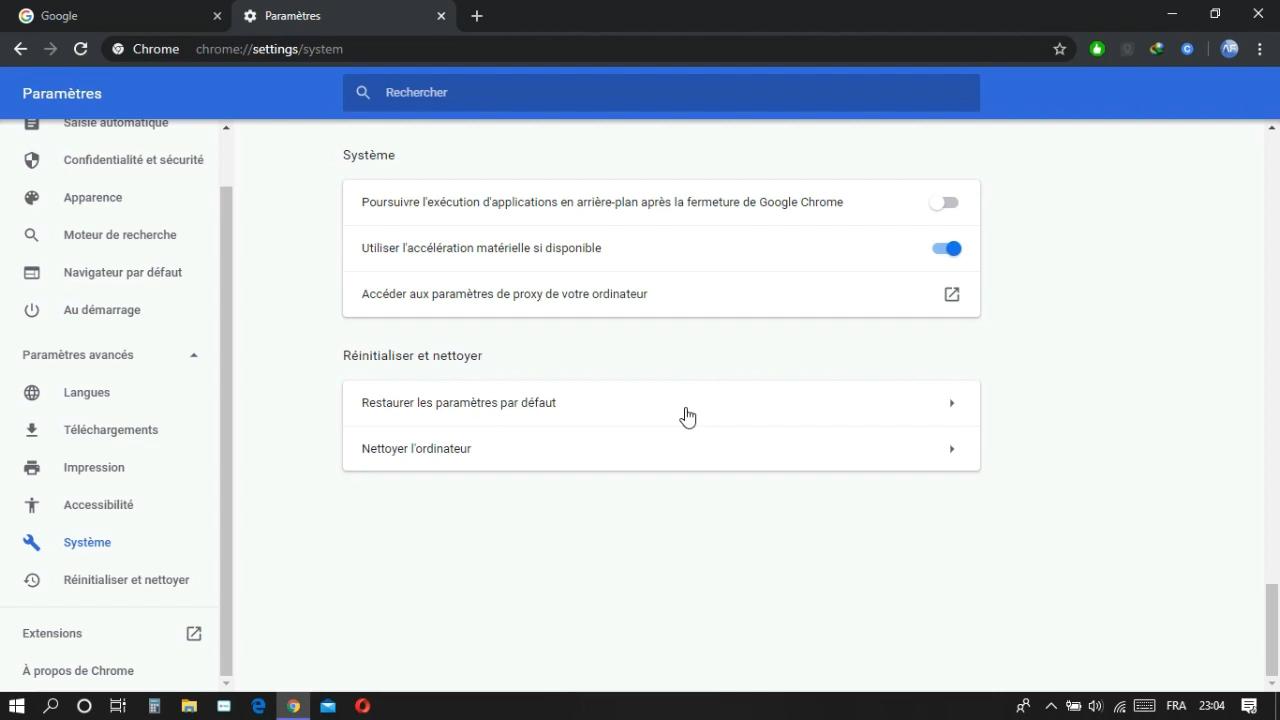 Google
Paramètres
Chrome chrome://settings/system
Paramètres
Rechercher
Saisie automatique
Confidentialité et sécurité
Apparence
Moteur de recherche
Navigateur par défaut
Au démarrage
Paramètres avancés
Langues
Téléchargements
Impression
Accessibilité
Système
Réinitialiser et nettoyer
Extensions
À propos de Chrome
Système
Poursuivre l'exécution d'applications en arrière-plan après la fermeture de Google Chrome
Utiliser l'accélération matérielle si disponible
Accéder aux paramètres de proxy de votre ordinateur
Réinitialiser et nettoyer
Restaurer les paramètres par défaut
Nettoyer l'ordinateur
FRA 23:04